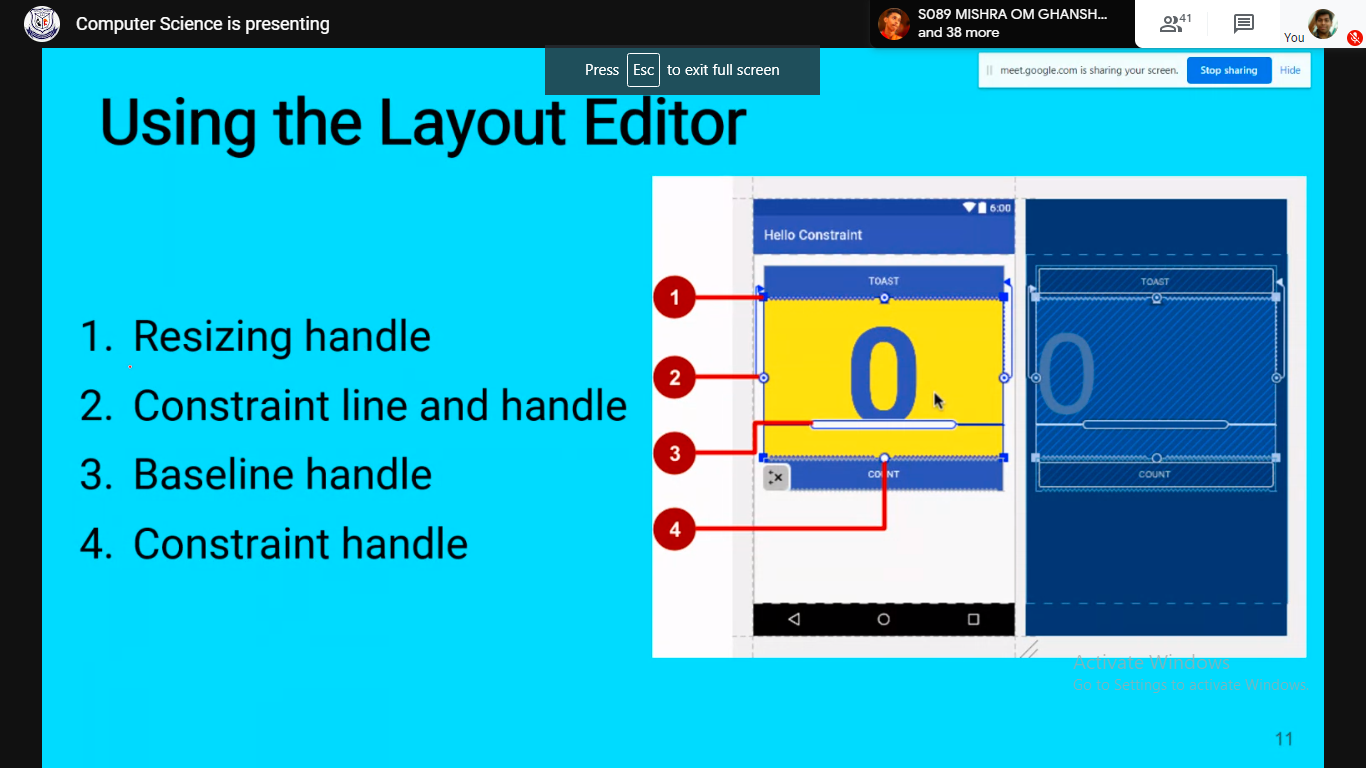 Computer Science is presenting
S089 MISHRA OM GHANSH...
and 38 more
41
You
Press Esc to exit full screen
meet.google.com is sharing your screen.
Stop sharing
Hide
Using the Layout Editor
1. Resizing handle
2. Constraint line and handle
3. Baseline handle
4. Constraint handle
6:00
Hello Constraint
TOAST
0
COUNT
1
2
3
4
TOAST
0
COUNT
Activate Windows
Go to Settings to activate Windows.
11